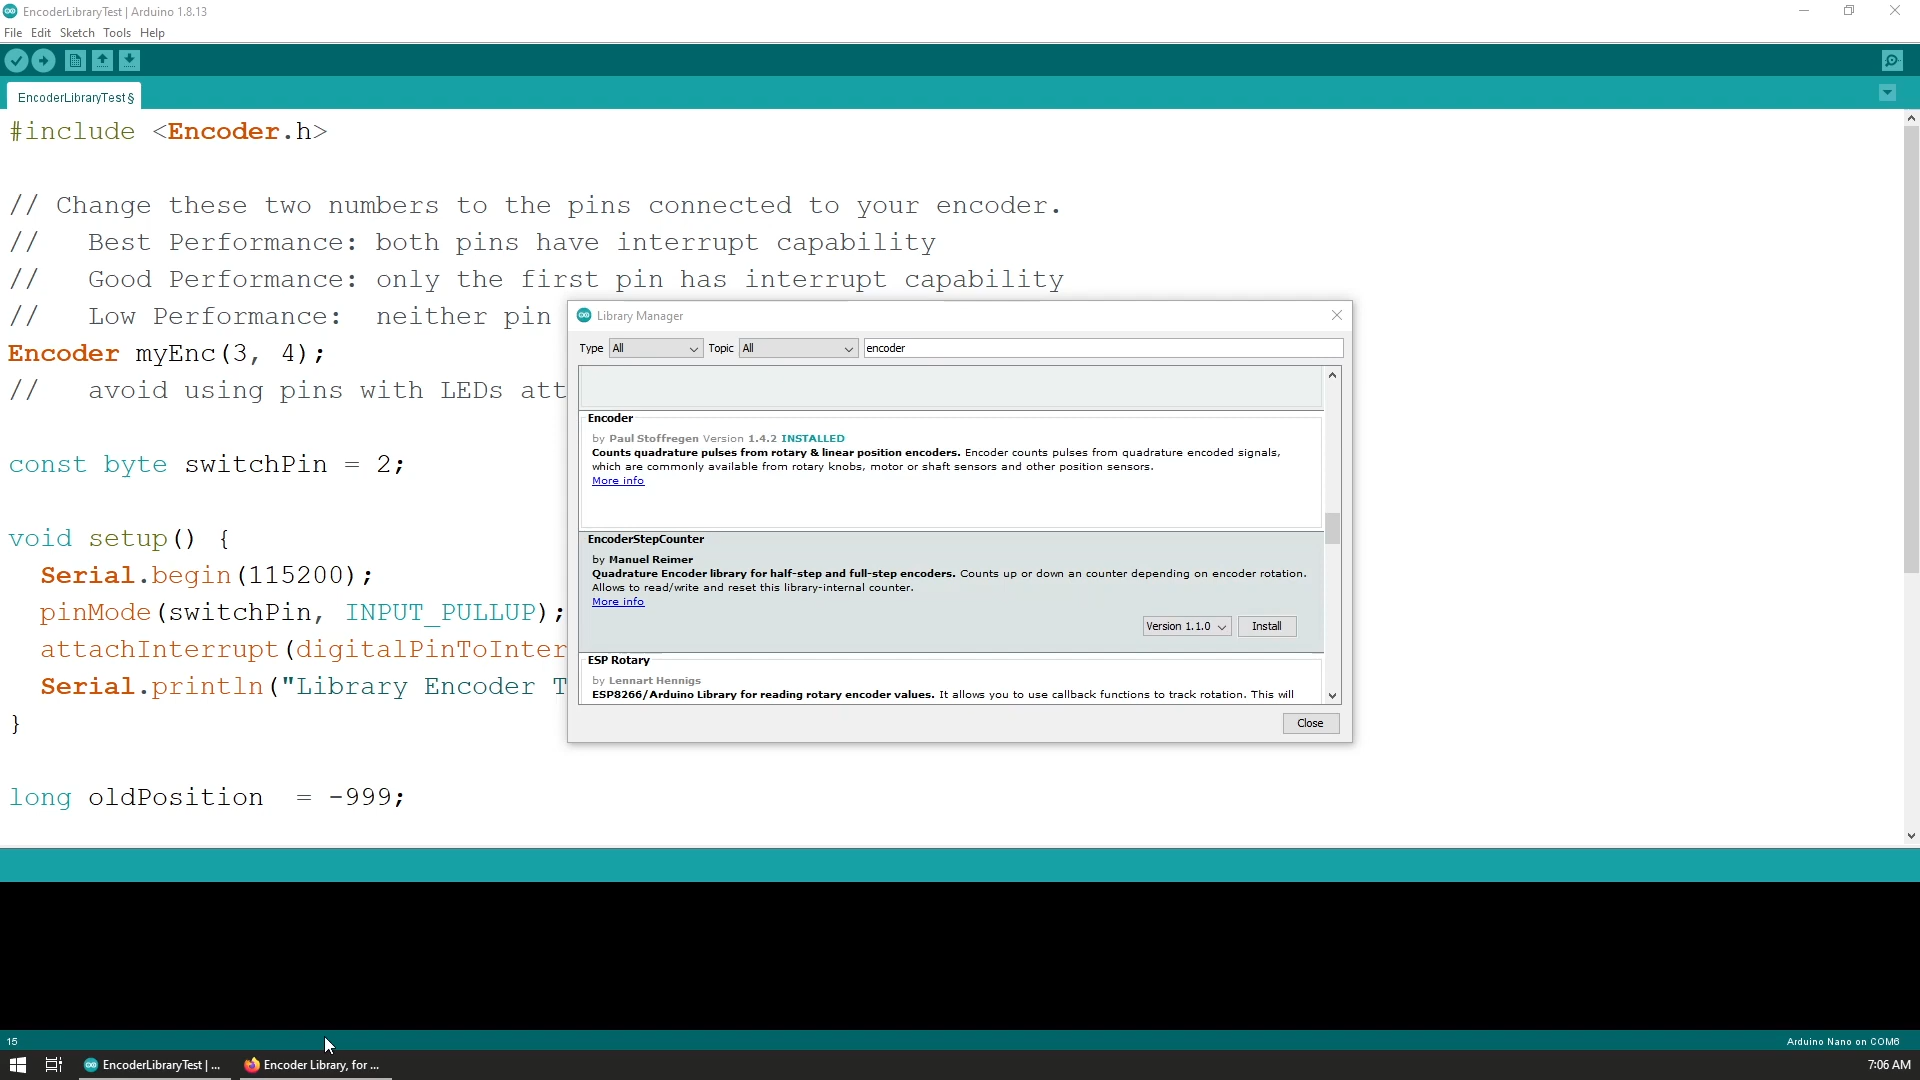 EncoderLibraryTest | Arduino 1.8.13
File Edit Sketch Tools Help
EncoderLibraryTest §
#include <Encoder.h>
// Change these two numbers to the pins connected to your encoder.
//   Best Performance: both pins have interrupt capability
//   Good Performance: only the first pin has interrupt capability
//   Low Performance:  neither pin
Encoder myEnc(3, 4);
//   avoid using pins with LEDs att
const byte switchPin = 2;
void setup() {
Serial.begin(115200);
pinMode(switchPin, INPUT_PULLUP);
attachInterrupt(digitalPinToInter
Serial.println("Library Encoder T
}
long oldPosition  = -999;
Library Manager
Type All Topic All encoder
Encoder
by Paul Stoffregen Version 1.4.2 INSTALLED
Counts quadrature pulses from rotary & linear position encoders. Encoder counts pulses from quadrature encoded signals,
which are commonly available from rotary knobs, motor or shaft sensors and other position sensors.
More info
EncoderStepCounter
by Manuel Reimer
Quadrature Encoder library for half-step and full-step encoders. Counts up or down an counter depending on encoder rotation.
Allows to read/write and reset this library-internal counter.
More info
Version 1.1.0 Install
ESP Rotary
by Lennart Hennigs
ESP8266/Arduino Library for reading rotary encoder values. It allows you to use callback functions to track rotation. This will
Close
15
Arduino Nano on COM6
EncoderLibraryTest | ...
Encoder Library, for ...
7:06 AM